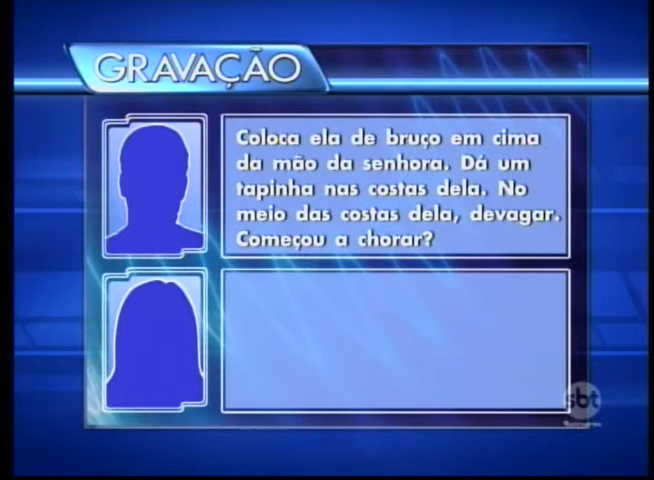 GRAVAÇÃO
Coloca ela de bruço em cima
da mão da senhora. Dá um
tapinha nas costas dela. No
meio das costas dela, devagar.
Começou a chorar?
sbt